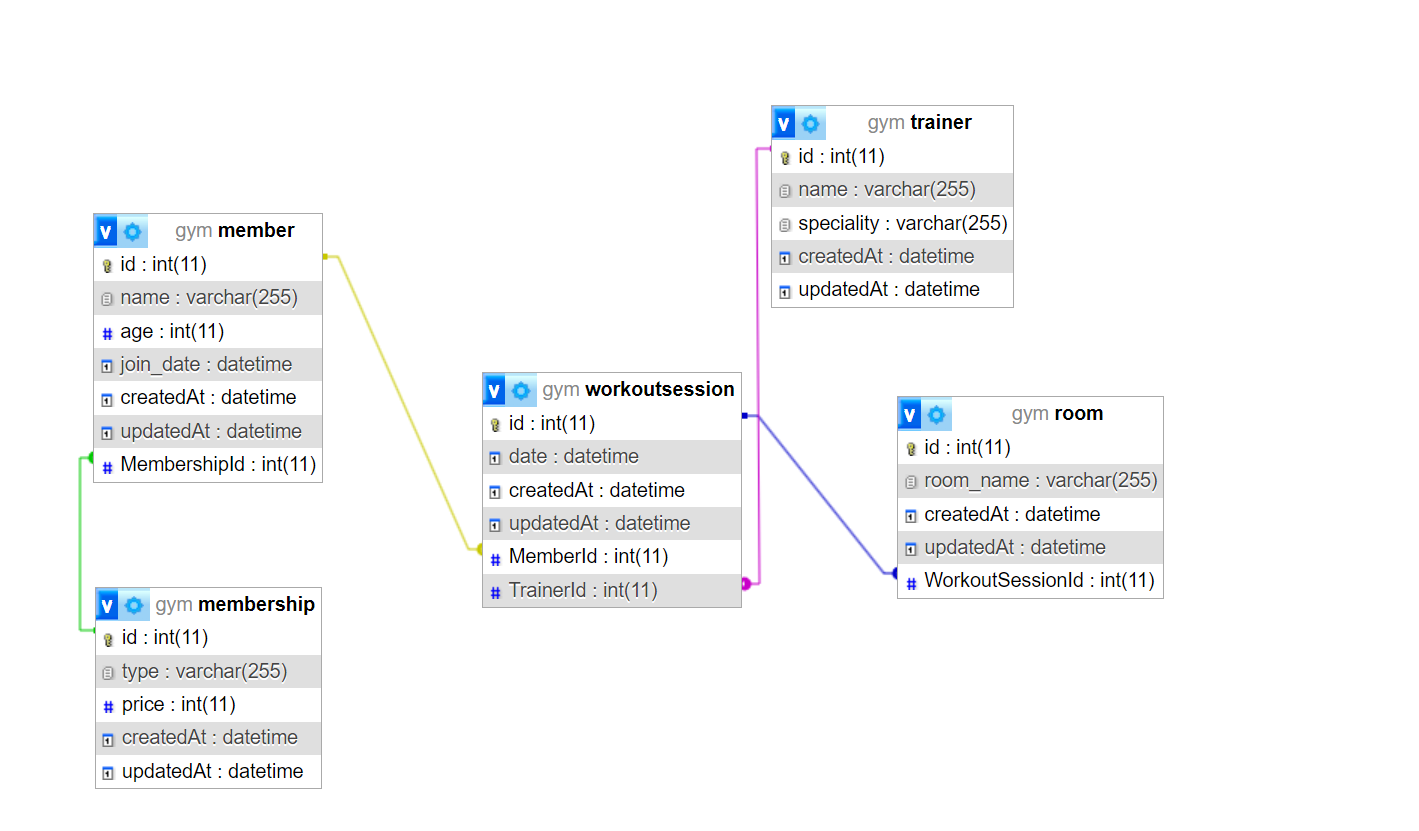 gym trainer
id : int(11)
name : varchar(255)
speciality : varchar(255)
createdAt : datetime
updatedAt : datetime
gym member
id : int(11)
name : varchar(255)
age : int(11)
join_date : datetime
createdAt : datetime
updatedAt : datetime
MembershipId : int(11)
gym workoutsession
id : int(11)
date : datetime
createdAt : datetime
updatedAt : datetime
MemberId : int(11)
TrainerId : int(11)
gym room
id : int(11)
room_name : varchar(255)
createdAt : datetime
updatedAt : datetime
WorkoutSessionId : int(11)
gym membership
id : int(11)
type : varchar(255)
price : int(11)
createdAt : datetime
updatedAt : datetime